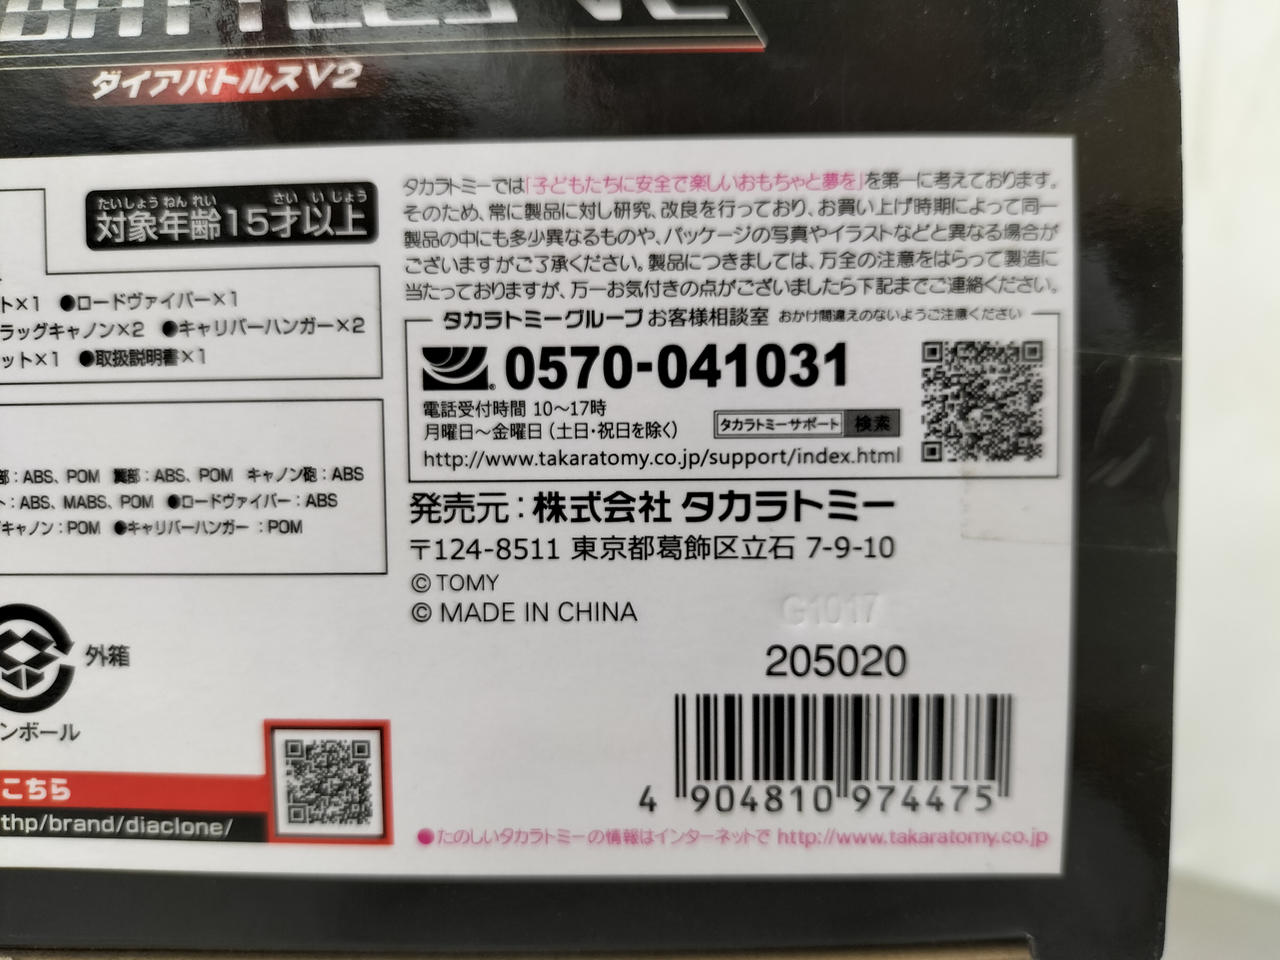 ダイアバトルスV2
たいしょうねんれい さいいじょう
対象年齢15才以上
ト×1 ●ロードヴァイパー×1
ラッグキャノン×2 ●キャリバーハンガー×2
ット×1 ●取扱説明書×1
部：ABS、POM 翼部：ABS、POM キャノン砲：ABS
ト：ABS、MABS、POM ●ロードヴァイパー：ABS
グキャノン：POM ●キャリバーハンガー：POM
外箱
ンボール
こちら
thp/brand/diaclone/
タカラトミーでは「子どもたちに安全で楽しいおもちゃと夢を」を第一に考えております。
そのため、常に製品に対し研究、改良を行っており、お買い上げ時期によって同一
製品の中にも多少異なるものや、パッケージの写真やイラストなどと異なる場合が
ございますがご了承ください。製品につきましては、万全の注意をはらって製造に
当たっておりますが、万一お気付きの点がございましたら下記までご連絡ください。
タカラトミーグループ お客様相談室 おかけ間違えのないようご注意ください
0570-041031
電話受付時間 10～17時
月曜日～金曜日（土日・祝日を除く）
タカラトミーサポート 検索
http://www.takaratomy.co.jp/support/index.html
発売元：株式会社 タカラトミー
〒124-8511 東京都葛飾区立石 7-9-10
© TOMY
© MADE IN CHINA
G1017
205020
4 904810 974475
●たのしいタカラトミーの情報はインターネットで http://www.takaratomy.co.jp